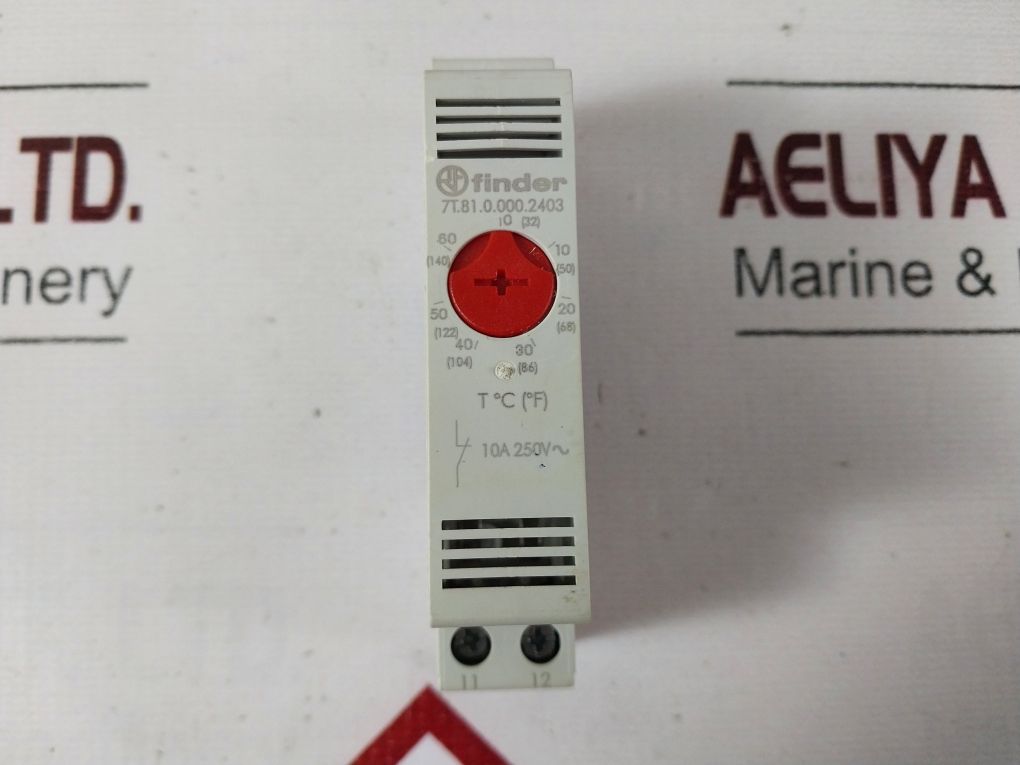 LTD.
nery
AELIYA
Marine &
finder
7T.81.0.000.2403
0 (32)
60 (140)
10 (50)
50 (122)
20 (68)
40 (104)
30 (86)
T °C (°F)
10A 250V~
11 12